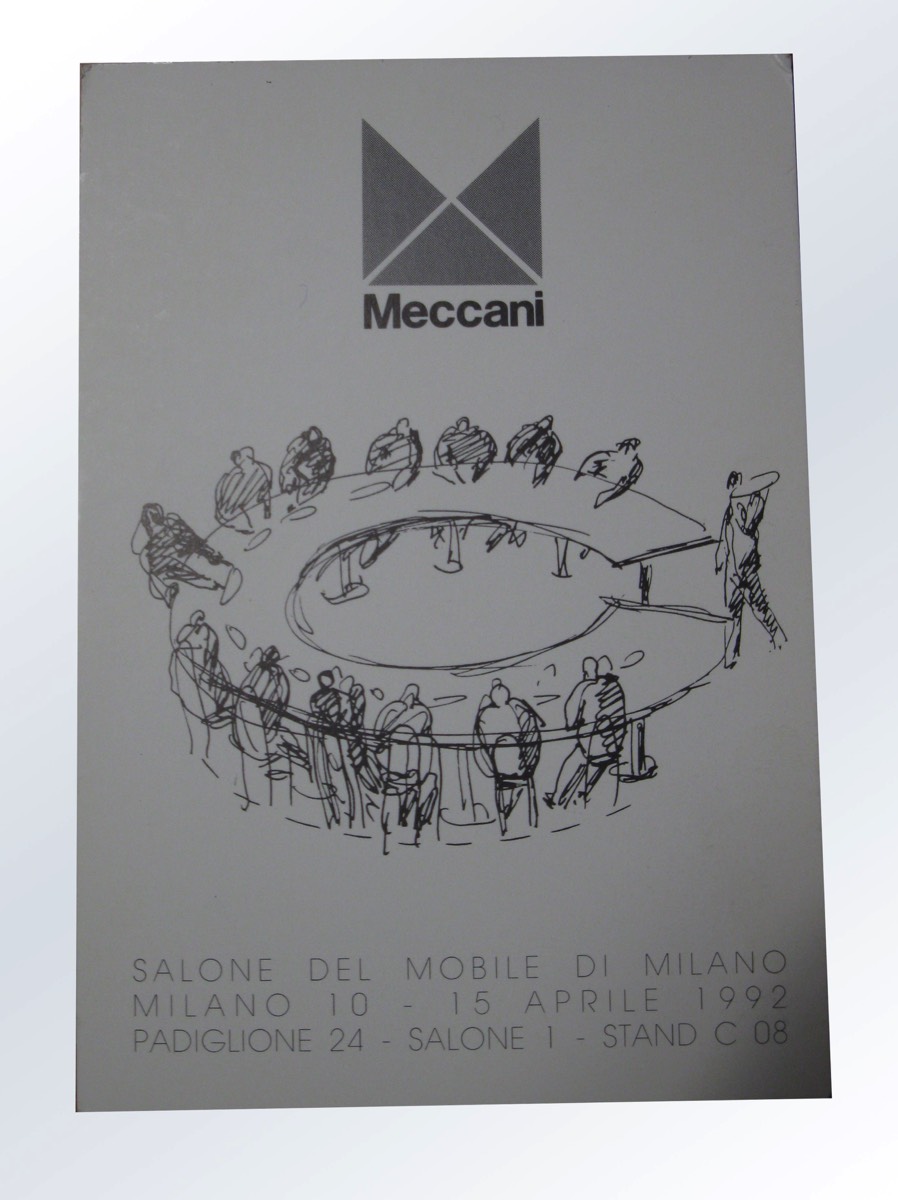 Meccani
SALONE DEL MOBILE DI MILANO
MILANO 10 - 15 APRILE 1992
PADIGLIONE 24 - SALONE 1 - STAND C 08